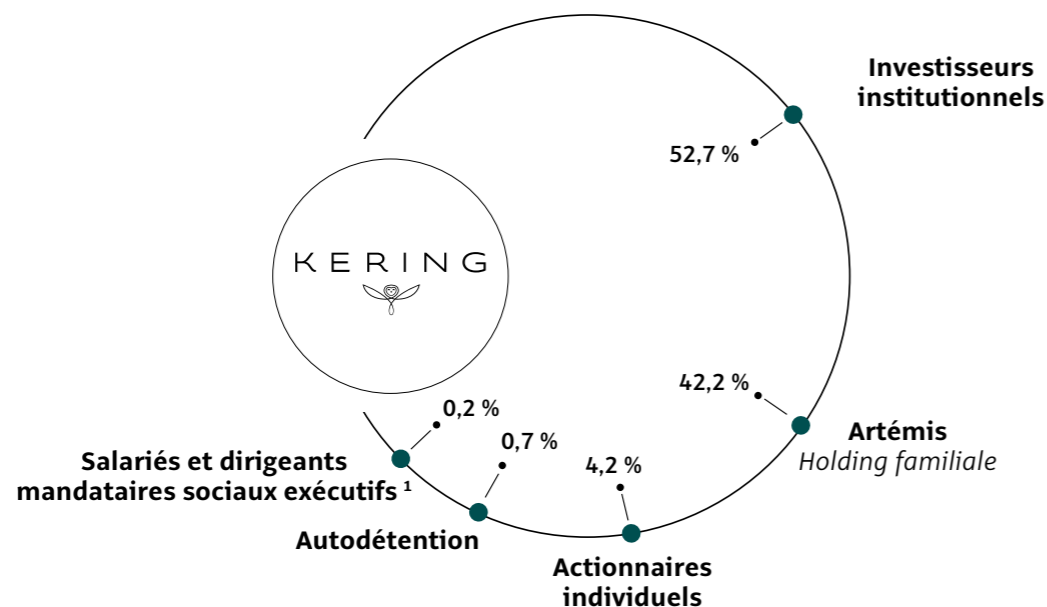 Investisseurs
institutionnels
52,7 %
KERING
42,2 %
Artémis
Holding familiale
0,2 %
Salariés et dirigeants
mandataires sociaux exécutifs ¹
0,7 %
Autodétention
4,2 %
Actionnaires
individuels